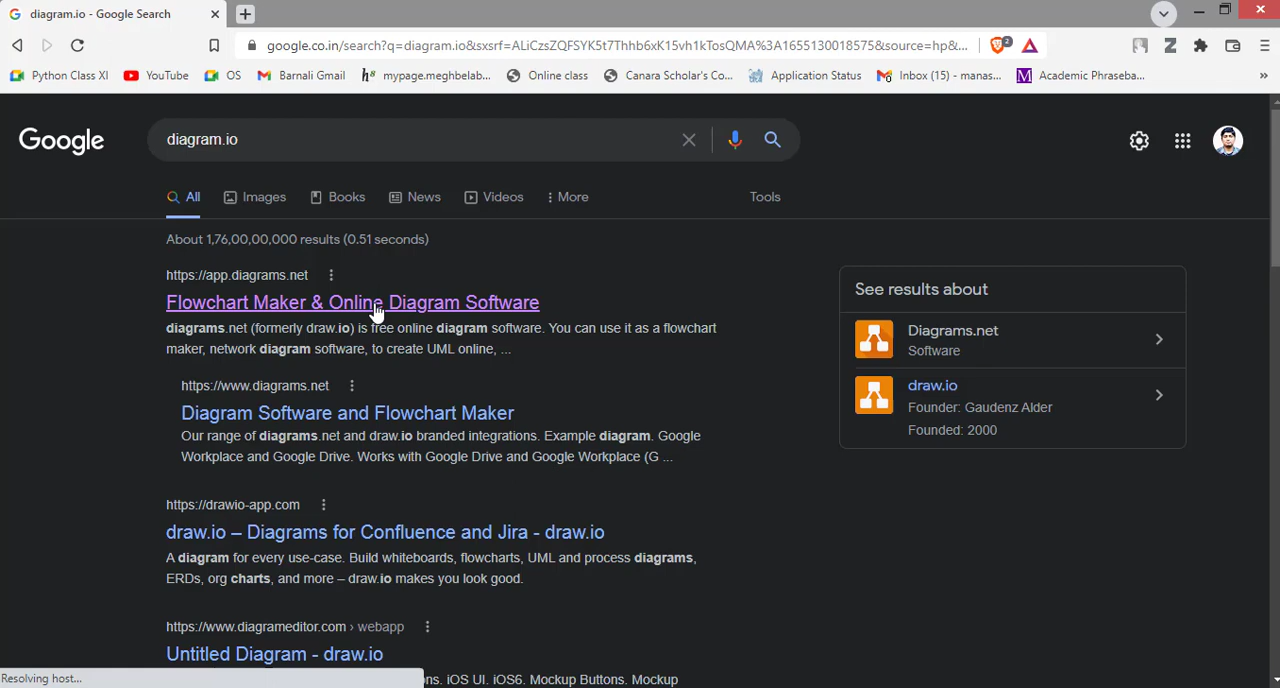 diagram.io - Google Search
google.co.in/search?q=diagram.io&sxsrf=ALiCzsZQFSYK5t7Thhb6xK15vh1kTosQMA%3A1655130018575&source=hp&...
Python Class XI
YouTube
OS
Barnali Gmail
mypage.meghbelab...
Online class
Canara Scholar's Co...
Application Status
Inbox (15) - manas...
Academic Phraseba...
»
Google
diagram.io
All
Images
Books
News
Videos
More
Tools
About 1,76,00,00,000 results (0.51 seconds)
https://app.diagrams.net
Flowchart Maker & Online Diagram Software
diagrams.net (formerly draw.io) is free online diagram software. You can use it as a flowchart
maker, network diagram software, to create UML online, ...
https://www.diagrams.net
Diagram Software and Flowchart Maker
Our range of diagrams.net and draw.io branded integrations. Example diagram. Google
Workplace and Google Drive. Works with Google Drive and Google Workplace (G ...
https://drawio-app.com
draw.io – Diagrams for Confluence and Jira - draw.io
A diagram for every use-case. Build whiteboards, flowcharts, UML and process diagrams,
ERDs, org charts, and more – draw.io makes you look good.
https://www.diagrameditor.com › webapp
Untitled Diagram - draw.io
ns. iOS UI. iOS6. Mockup Buttons. Mockup
See results about
Diagrams.net
Software
draw.io
Founder: Gaudenz Alder
Founded: 2000
Resolving host...